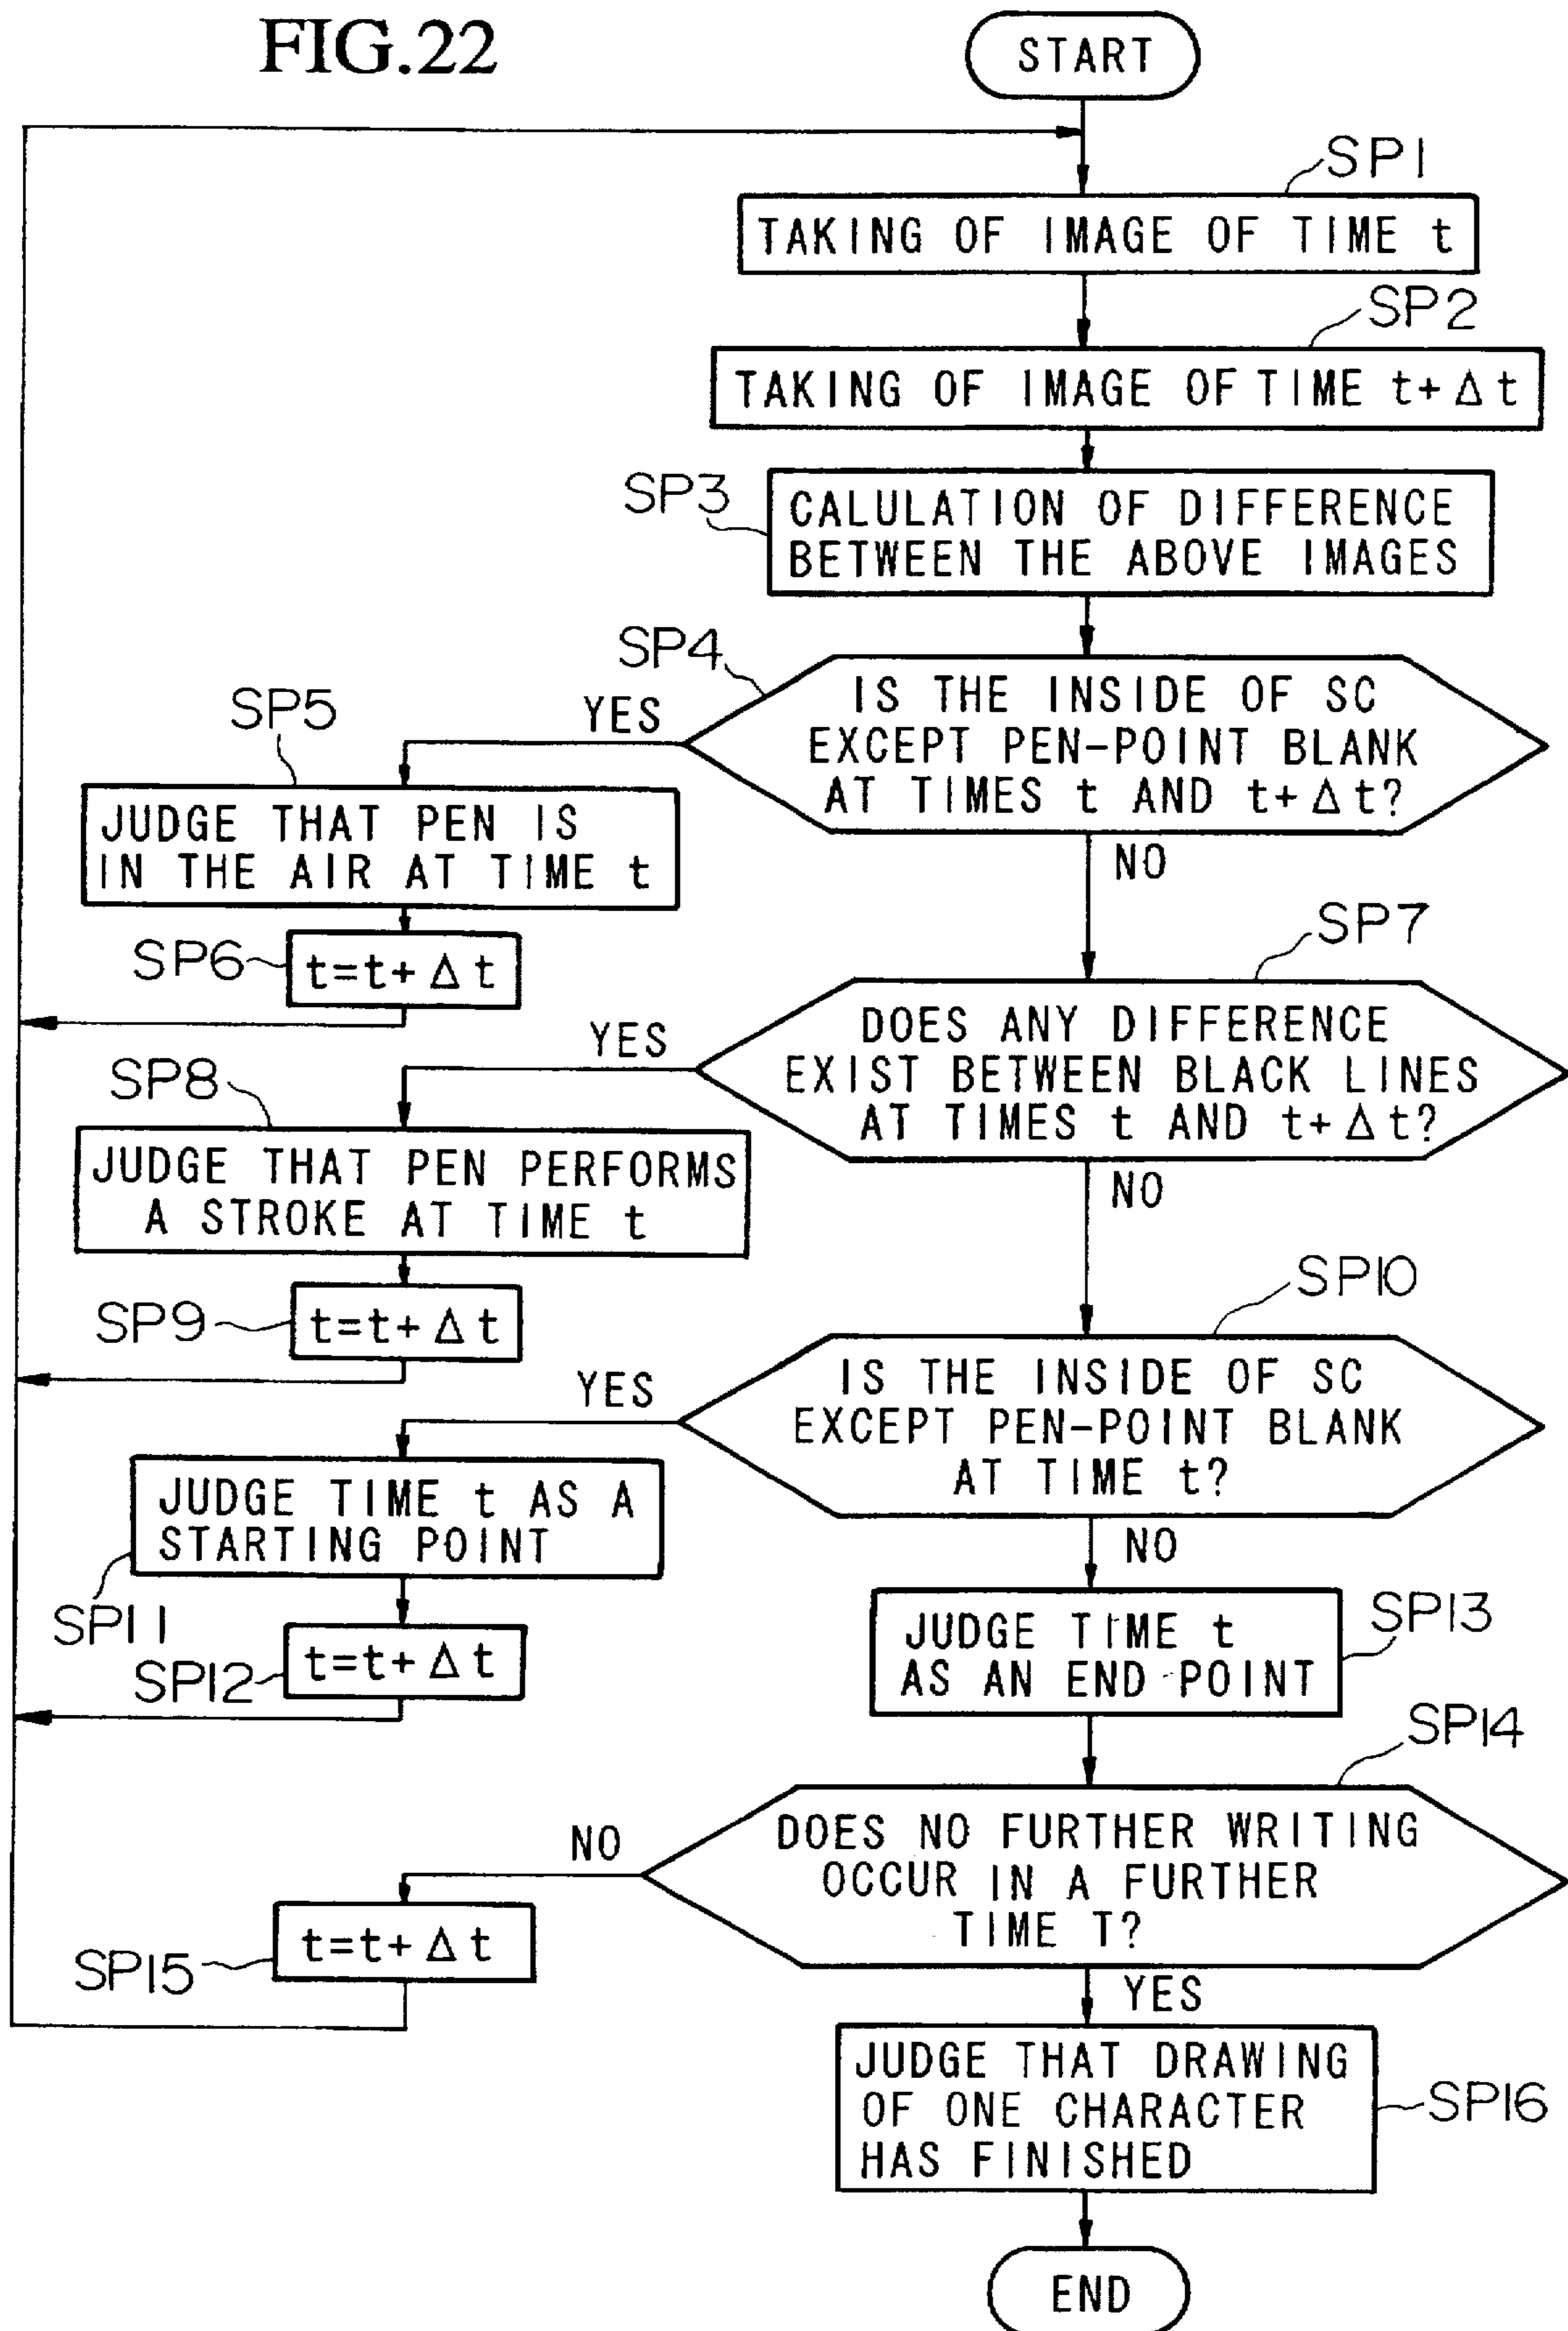 FIG.22
START
SP1
TAKING OF IMAGE OF TIME t
SP2
TAKING OF IMAGE OF TIME t+Δt
SP3
CALULATION OF DIFFERENCE
BETWEEN THE ABOVE IMAGES
SP4
IS THE INSIDE OF SC
EXCEPT PEN-POINT BLANK
AT TIMES t AND t+Δt?
YES
NO
SP5
JUDGE THAT PEN IS
IN THE AIR AT TIME t
SP6
t=t+Δt
SP7
DOES ANY DIFFERENCE
EXIST BETWEEN BLACK LINES
AT TIMES t AND t+Δt?
YES
NO
SP8
JUDGE THAT PEN PERFORMS
A STROKE AT TIME t
SP9
t=t+Δt
SP10
IS THE INSIDE OF SC
EXCEPT PEN-POINT BLANK
AT TIME t?
YES
NO
JUDGE TIME t AS A
STARTING POINT
SP11
SP12
t=t+Δt
SP13
JUDGE TIME t
AS AN END POINT
SP14
DOES NO FURTHER WRITING
OCCUR IN A FURTHER
TIME T?
NO
YES
SP15
t=t+Δt
JUDGE THAT DRAWING
OF ONE CHARACTER
HAS FINISHED
SP16
END